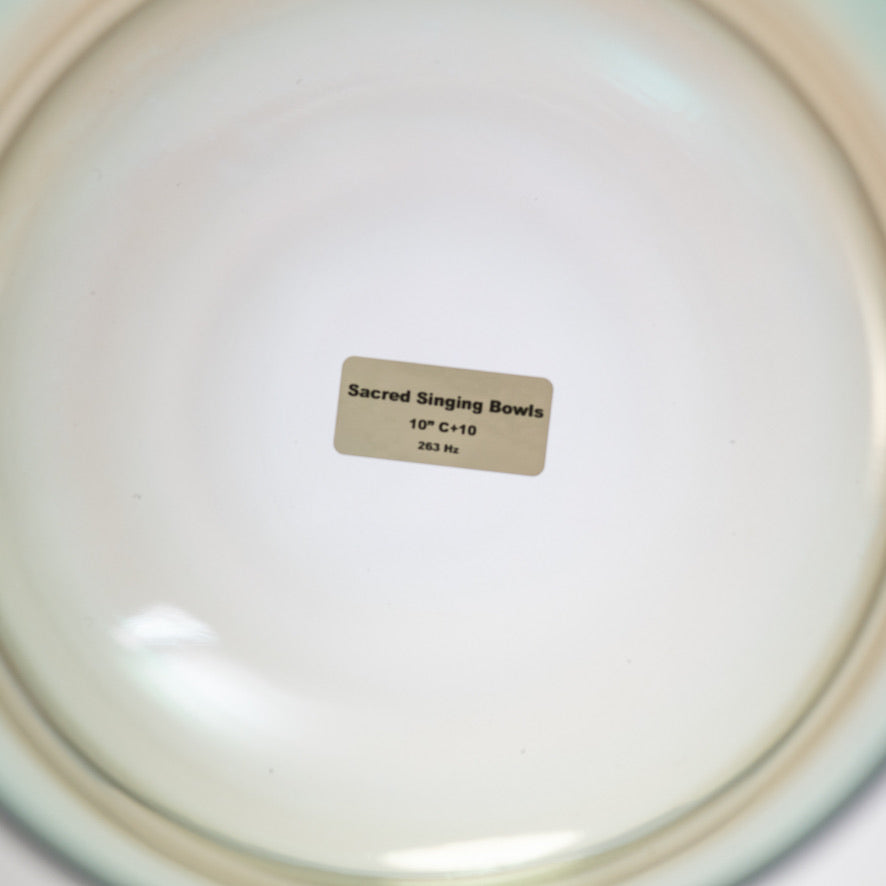 Sacred Singing Bowls
10" C+10
263 Hz